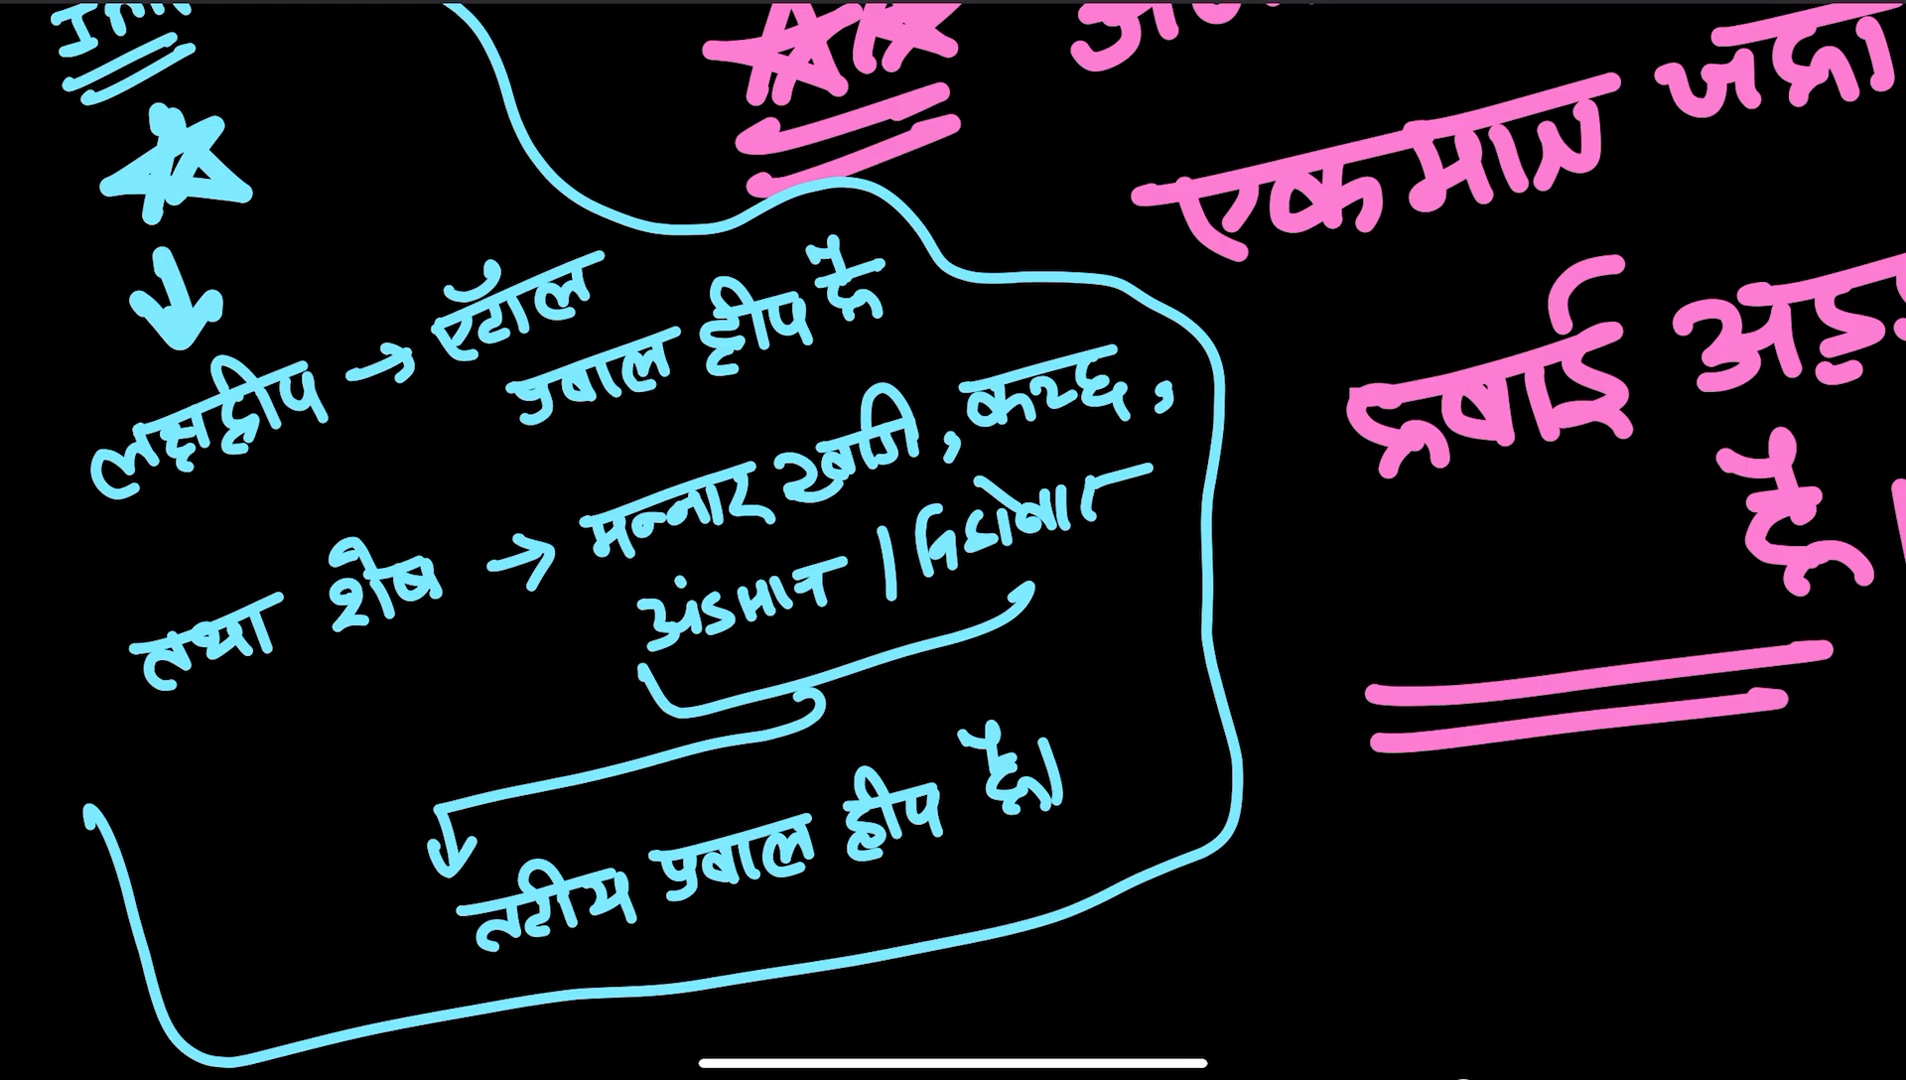 एकमात्र
हवाई अड्
है।
लक्षद्वीप → एटॉल
प्रवाल द्वीप है
तथा शेष → मन्नार खाड़ी, कच्छ,
अंडमान / निकोबार
तटीय प्रवाल द्वीप है।